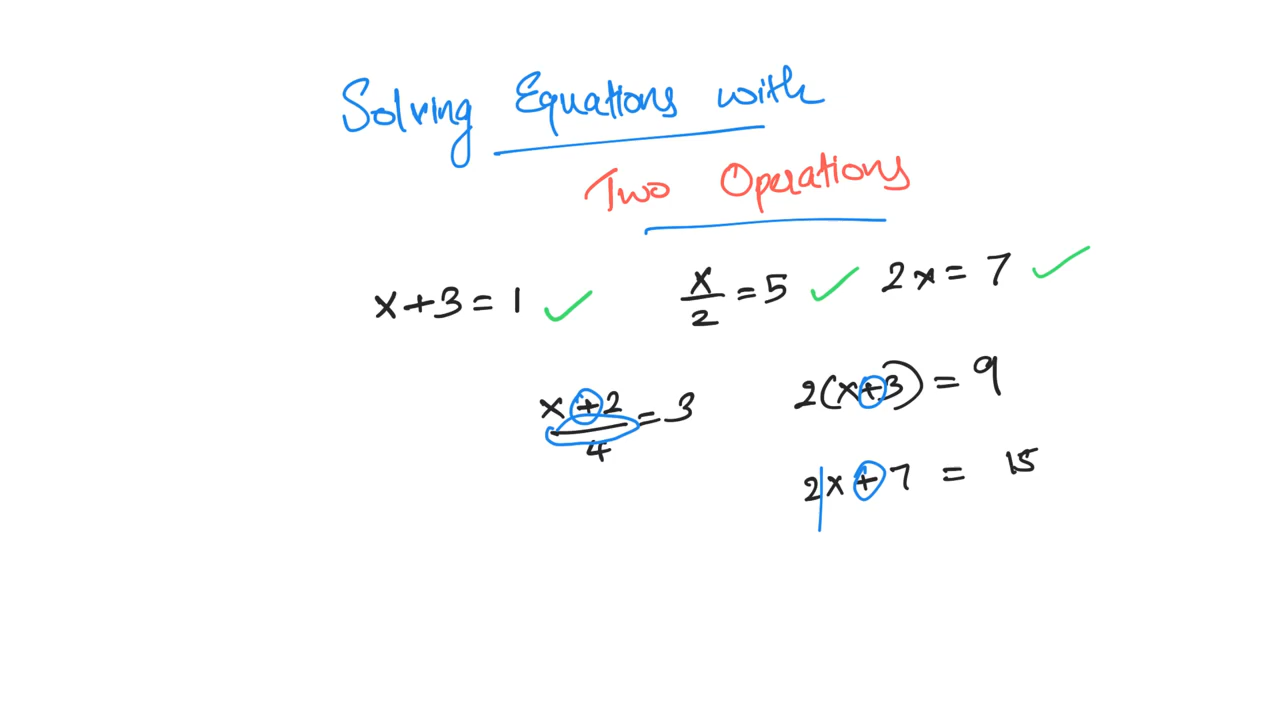 Solving Equations with
Two Operations
x+3 = 1 ✓ x/2 = 5 ✓ 2x = 7 ✓
x+2/4 = 3
2(x+3) = 9
2x+7 = 15